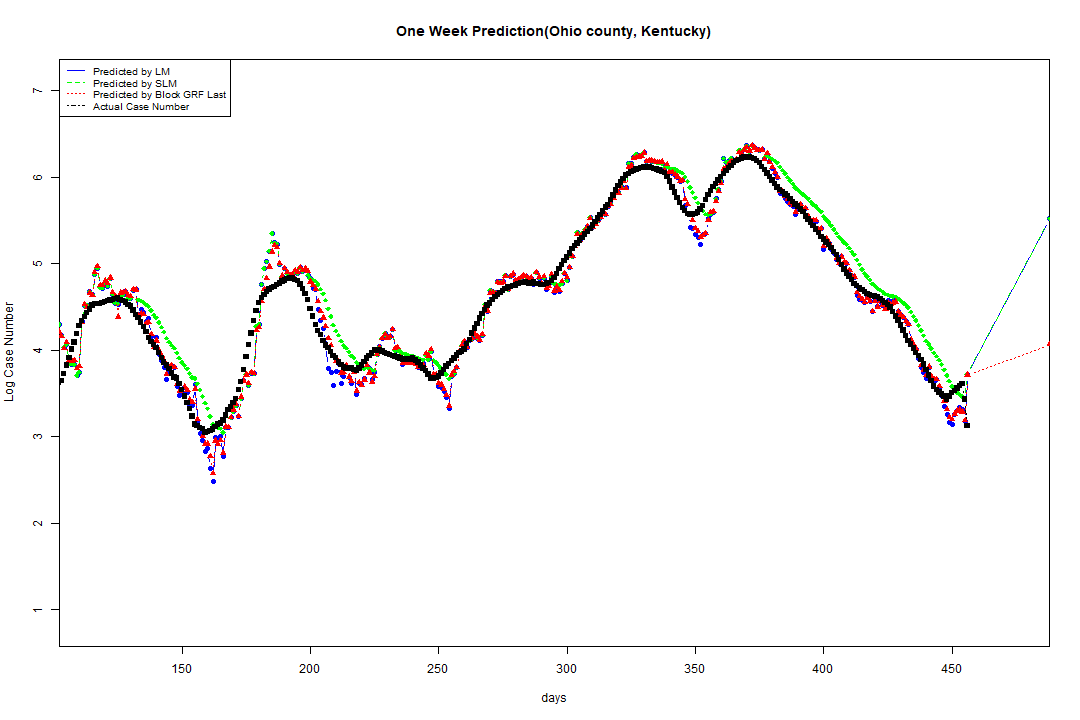 One Week Prediction(Ohio county, Kentucky)
Predicted by LM
Predicted by SLM
Predicted by Block GRF Last
Actual Case Number
7
6
5
4
3
2
1
Log Case Number
150 200 250 300 350 400 450
days